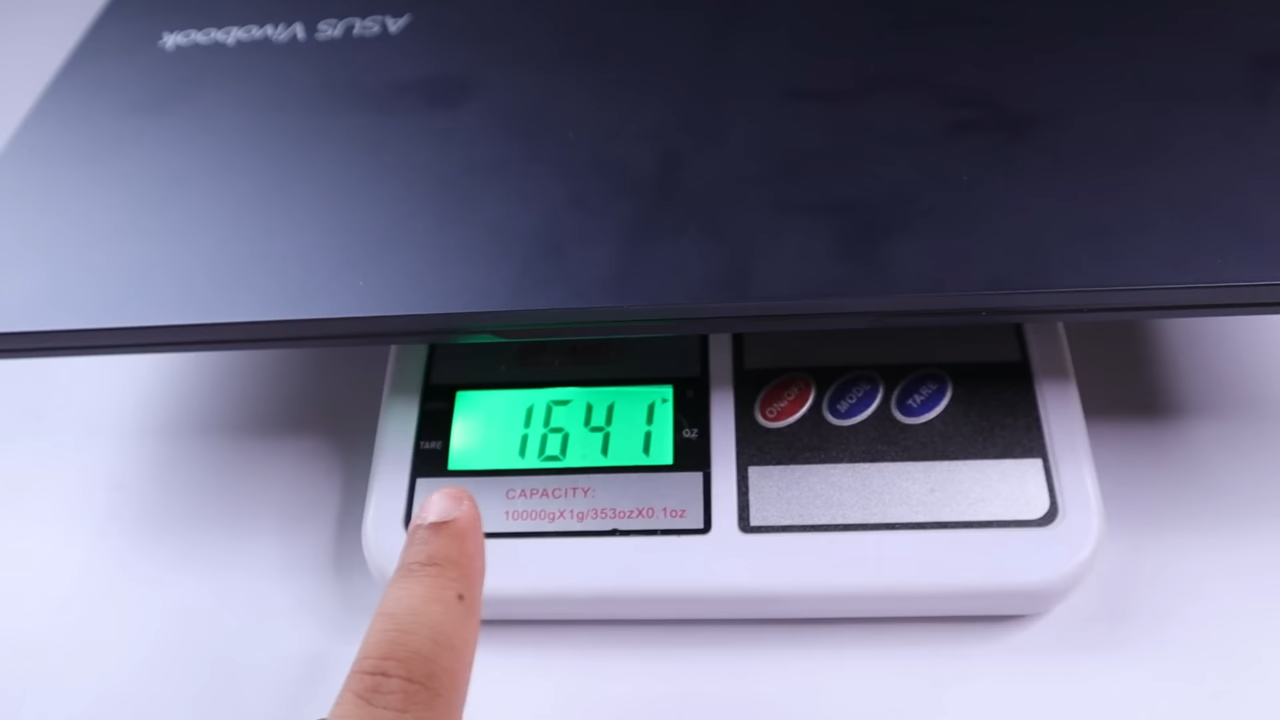 ASUS Vivobook
1641
TARE
OZ
CAPACITY:
10000gX1g/353ozX0.1oz
ON/OFF
MODE
TARE